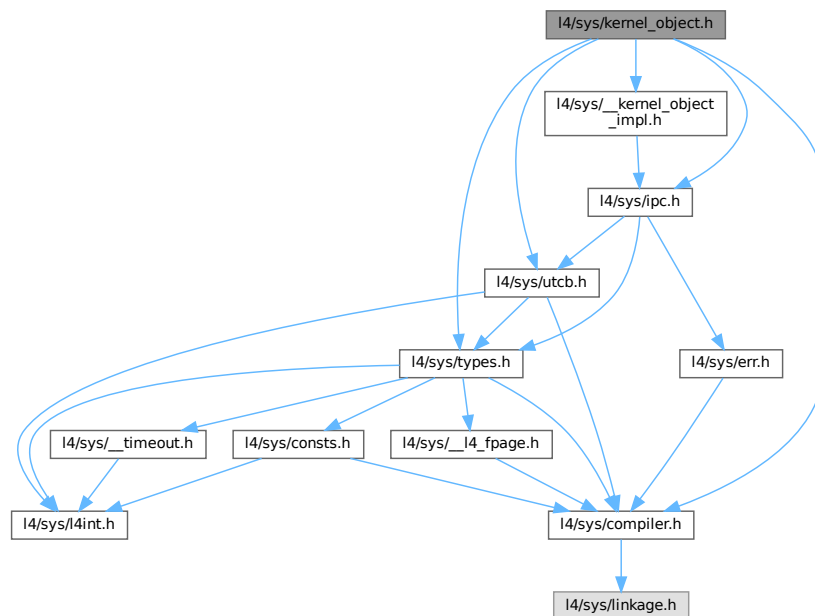 l4/sys/kernel_object.h
l4/sys/__kernel_object
_impl.h
l4/sys/ipc.h
l4/sys/utcb.h
l4/sys/types.h
l4/sys/err.h
l4/sys/__timeout.h
l4/sys/consts.h
l4/sys/__l4_fpage.h
l4/sys/l4int.h
l4/sys/compiler.h
l4/sys/linkage.h